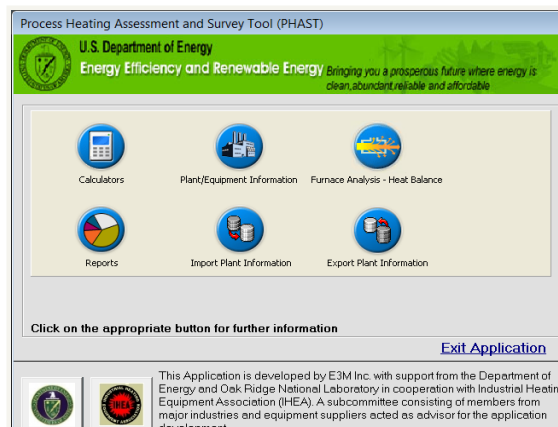 Process Heating Assessment and Survey Tool (PHAST)
U.S. Department of Energy
Energy Efficiency and Renewable Energy
Bringing you a prosperous future where energy is
clean,abundant,reliable and affordable
Calculators
Plant/Equipment Information
Furnace Analysis - Heat Balance
Reports
Import Plant Information
Export Plant Information
Click on the appropriate button for further information
Exit Application
This Application is developed by E3M Inc. with support from the Department of
Energy and Oak Ridge National Laboratory in cooperation with Industrial Heatin
Equipment Association (IHEA). A subcommittee consisting of members from
major industries and equipment suppliers acted as advisor for the application
IHEA